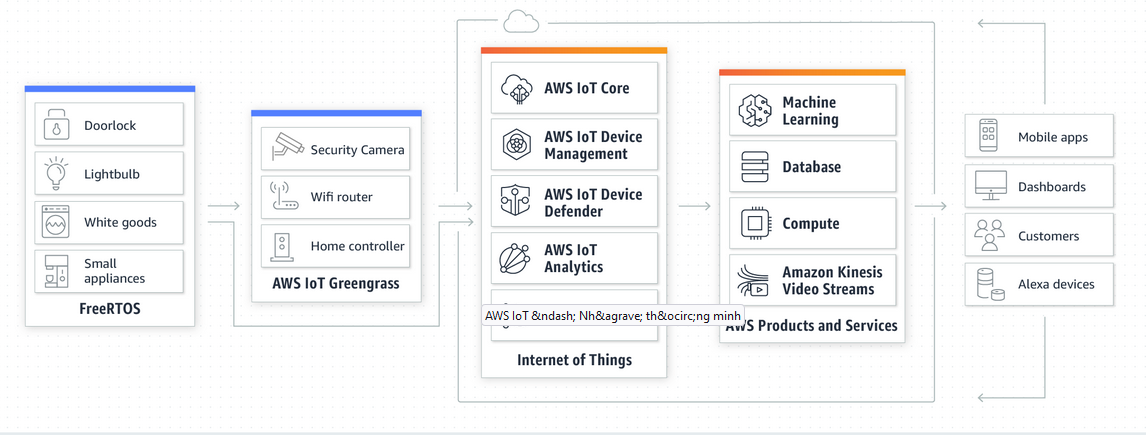 Doorlock
Lightbulb
White goods
Small
appliances
FreeRTOS
Security Camera
Wifi router
Home controller
AWS IoT Greengrass
AWS IoT Core
AWS IoT Device
Management
AWS IoT Device
Defender
AWS IoT
Analytics
AWS IoT &ndash; Nh&agrave; th&ocirc;ng minh
Internet of Things
Machine
Learning
Database
Compute
Amazon Kinesis
Video Streams
AWS Products and Services
Mobile apps
Dashboards
Customers
Alexa devices